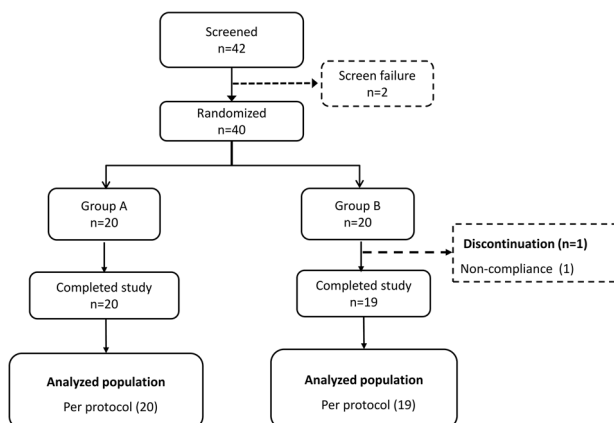 Screened
n=42
Screen failure
n=2
Randomized
n=40
Group A
n=20
Group B
n=20
Discontinuation (n=1)
Non-compliance (1)
Completed study
n=20
Completed study
n=19
Analyzed population
Per protocol (20)
Analyzed population
Per protocol (19)